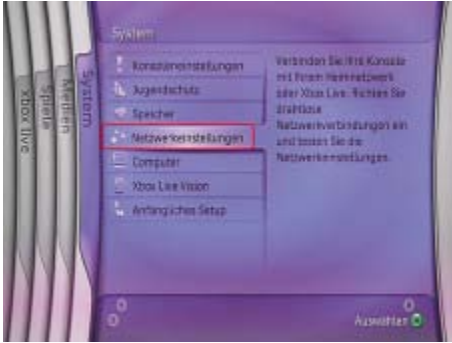 xbox live
Spiele
Medien
System
System
Konsoleneinstellungen
Jugendschutz
Speicher
Netzwerkeinstellungen
Computer
Xbox Live Vision
Anfängliches Setup
Verbinden Sie Ihre Konsole
mit Ihrem Heimnetzwerk
oder Xbox Live. Richten Sie
drahtlose
Netzwerkverbindungen ein
und testen Sie die
Netzwerkeinstellungen.
Auswählen